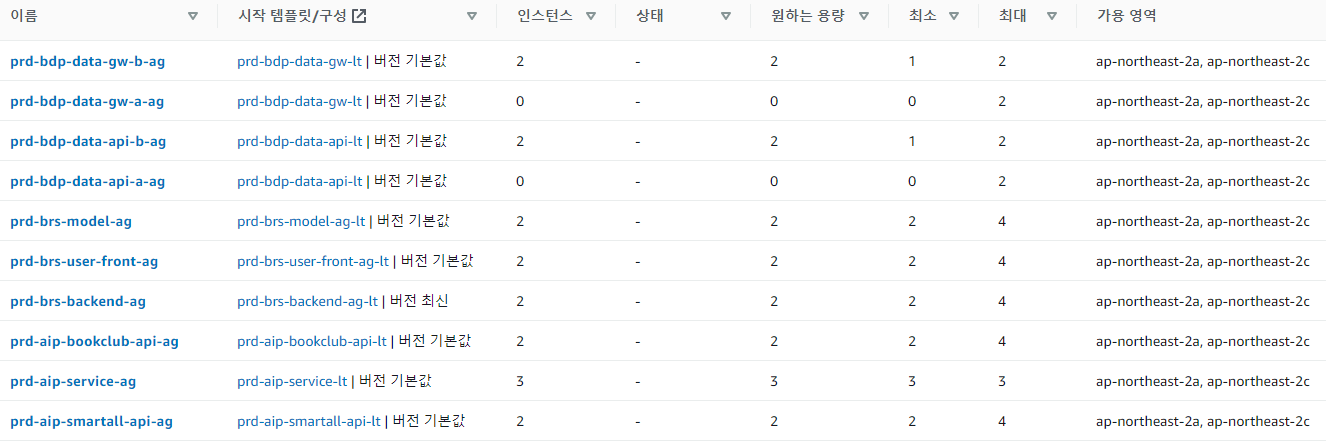 이름 시작 템플릿/구성 인스턴스 상태 원하는 용량 최소 최대 가용 영역
prd-bdp-data-gw-b-ag prd-bdp-data-gw-lt | 버전 기본값 2 - 2 1 2 ap-northeast-2a, ap-northeast-2c
prd-bdp-data-gw-a-ag prd-bdp-data-gw-lt | 버전 기본값 0 - 0 0 2 ap-northeast-2a, ap-northeast-2c
prd-bdp-data-api-b-ag prd-bdp-data-api-lt | 버전 기본값 2 - 2 1 2 ap-northeast-2a, ap-northeast-2c
prd-bdp-data-api-a-ag prd-bdp-data-api-lt | 버전 기본값 0 - 0 0 2 ap-northeast-2a, ap-northeast-2c
prd-brs-model-ag prd-brs-model-ag-lt | 버전 기본값 2 - 2 2 4 ap-northeast-2a, ap-northeast-2c
prd-brs-user-front-ag prd-brs-user-front-ag-lt | 버전 기본값 2 - 2 2 4 ap-northeast-2a, ap-northeast-2c
prd-brs-backend-ag prd-brs-backend-ag-lt | 버전 최신 2 - 2 2 4 ap-northeast-2a, ap-northeast-2c
prd-aip-bookclub-api-ag prd-aip-bookclub-api-lt | 버전 기본값 2 - 2 2 4 ap-northeast-2a, ap-northeast-2c
prd-aip-service-ag prd-aip-service-lt | 버전 기본값 3 - 3 3 3 ap-northeast-2a, ap-northeast-2c
prd-aip-smartall-api-ag prd-aip-smartall-api-lt | 버전 기본값 2 - 2 2 4 ap-northeast-2a, ap-northeast-2c